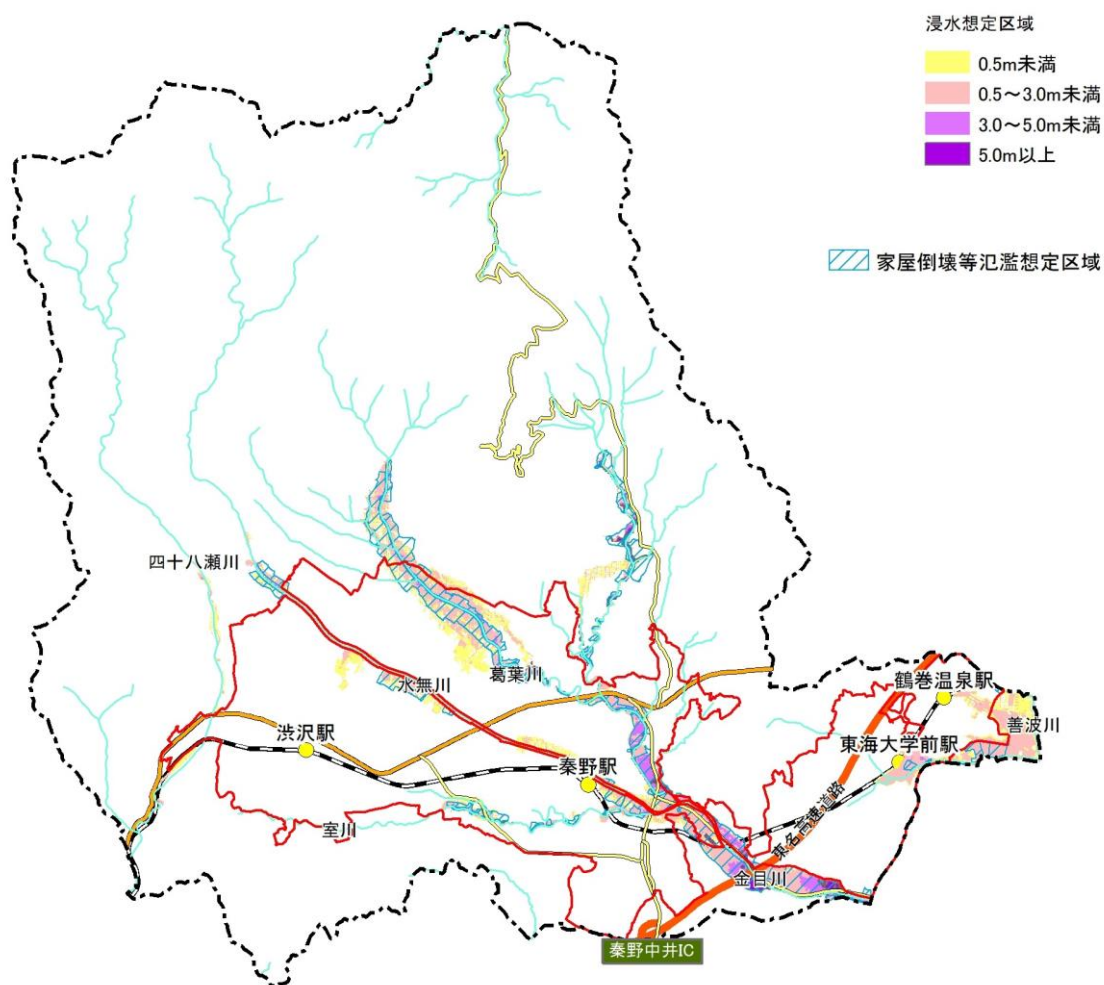 浸水想定区域
0.5m未満
0.5～3.0m未満
3.0～5.0m未満
5.0m以上
家屋倒壊等氾濫想定区域
四十八瀬川
葛葉川
水無川
鶴巻温泉駅
善波川
渋沢駅
東海大学前駅
秦野駅
東名高速道路
室川
金目川
秦野中井IC